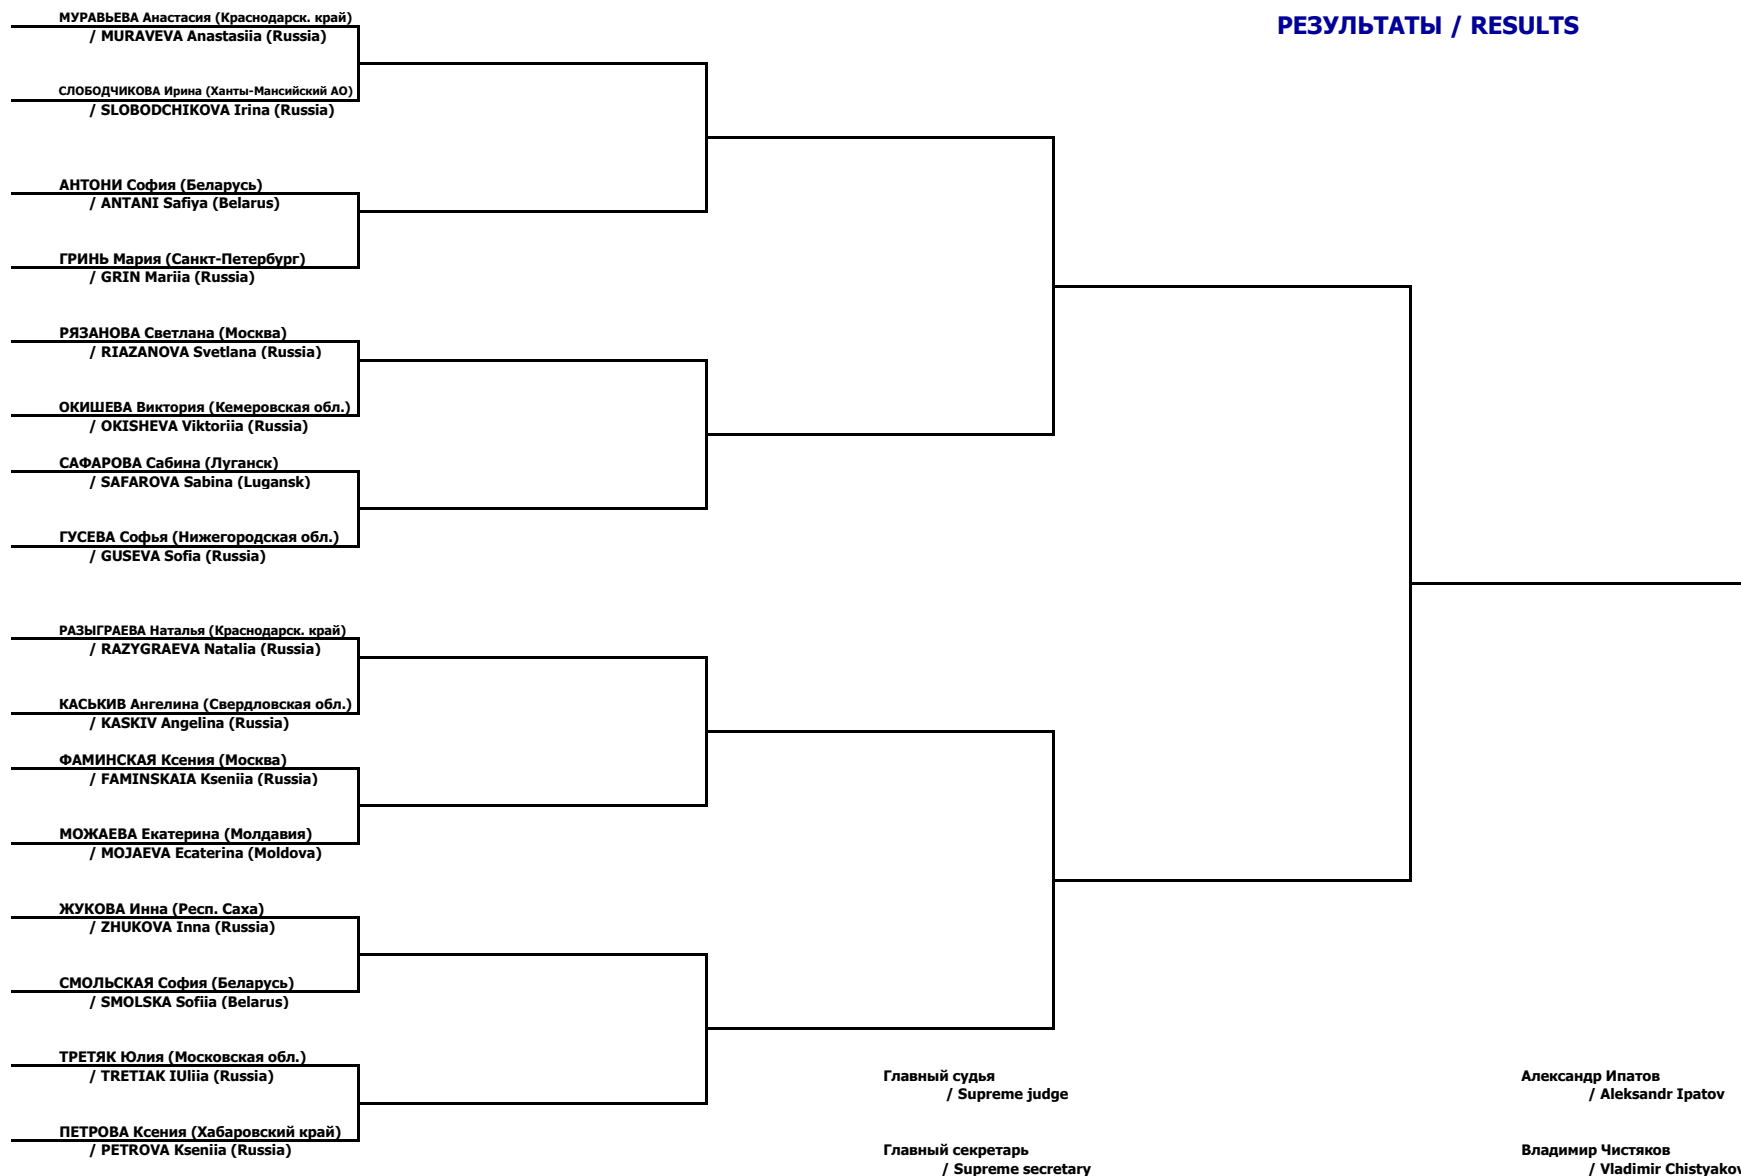 РЕЗУЛЬТАТЫ / RESULTS
МУРАВЬЕВА Анастасия (Краснодарск. край)
/ MURAVEVA Anastasiia (Russia)
СЛОБОДЧИКОВА Ирина (Ханты-Мансийский АО)
/ SLOBODCHIKOVA Irina (Russia)
АНТОНИ София (Беларусь)
/ ANTANI Safiya (Belarus)
ГРИНЬ Мария (Санкт-Петербург)
/ GRIN Mariia (Russia)
РЯЗАНОВА Светлана (Москва)
/ RIAZANOVA Svetlana (Russia)
ОКИШЕВА Виктория (Кемеровская обл.)
/ OKISHEVA Viktoriia (Russia)
САФАРОВА Сабина (Луганск)
/ SAFAROVA Sabina (Lugansk)
ГУСЕВА Софья (Нижегородская обл.)
/ GUSEVA Sofia (Russia)
РАЗЫГРАЕВА Наталья (Краснодарск. край)
/ RAZYGRAEVA Natalia (Russia)
КАСЬКИВ Ангелина (Свердловская обл.)
/ KASKIV Angelina (Russia)
ФАМИНСКАЯ Ксения (Москва)
/ FAMINSKAIA Kseniia (Russia)
МОЖАЕВА Екатерина (Молдавия)
/ MOJAEVA Ecaterina (Moldova)
ЖУКОВА Инна (Респ. Саха)
/ ZHUKOVA Inna (Russia)
СМОЛЬСКАЯ София (Беларусь)
/ SMOLSKA Sofiia (Belarus)
ТРЕТЯК Юлия (Московская обл.)
/ TRETIAK IUliia (Russia)
ПЕТРОВА Ксения (Хабаровский край)
/ PETROVA Kseniia (Russia)
Главный судья
/ Supreme judge
Александр Ипатов
/ Aleksandr Ipatov
Главный секретарь
/ Supreme secretary
Владимир Чистяков
/ Vladimir Chistyakov